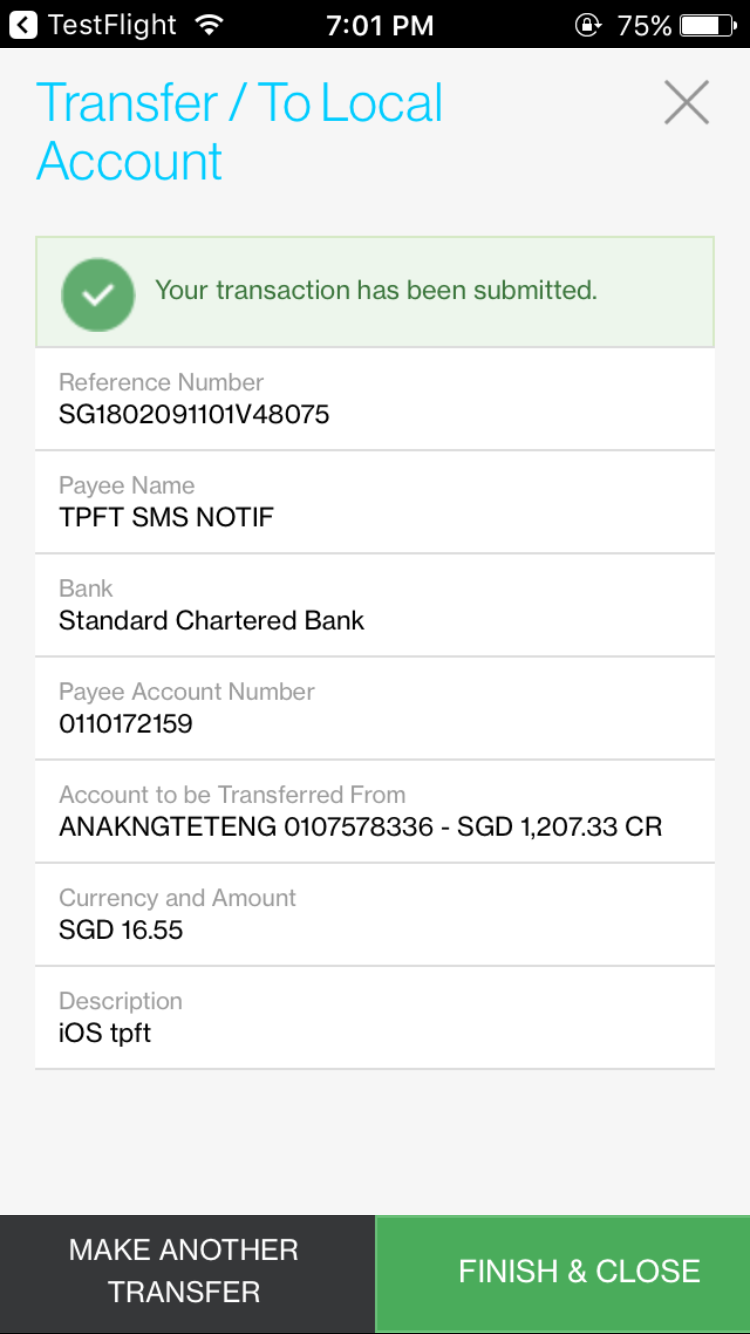 TestFlight 7:01 PM 75%
Transfer / To Local
Account
Your transaction has been submitted.
Reference Number
SG1802091101V48075
Payee Name
TPFT SMS NOTIF
Bank
Standard Chartered Bank
Payee Account Number
0110172159
Account to be Transferred From
ANAKNGTETENG 0107578336 - SGD 1,207.33 CR
Currency and Amount
SGD 16.55
Description
iOS tpft
MAKE ANOTHER
TRANSFER
FINISH & CLOSE